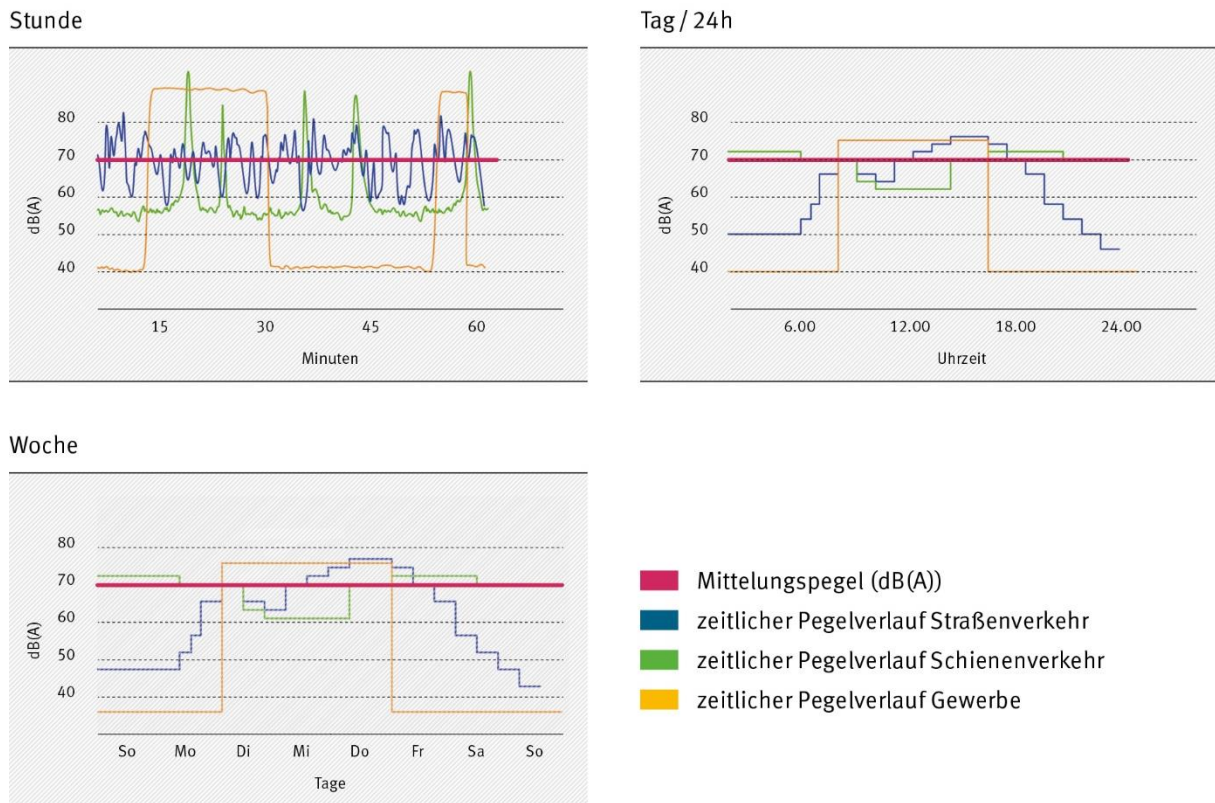 Stunde
80
70
60
50
40
dB(A)
15 30 45 60
Minuten
Tag / 24h
80
70
60
50
40
dB(A)
6.00 12.00 18.00 24.00
Uhrzeit
Woche
80
70
60
50
40
dB(A)
So Mo Di Mi Do Fr Sa So
Tage
Mittelungspegel (dB(A))
zeitlicher Pegelverlauf Straßenverkehr
zeitlicher Pegelverlauf Schienenverkehr
zeitlicher Pegelverlauf Gewerbe